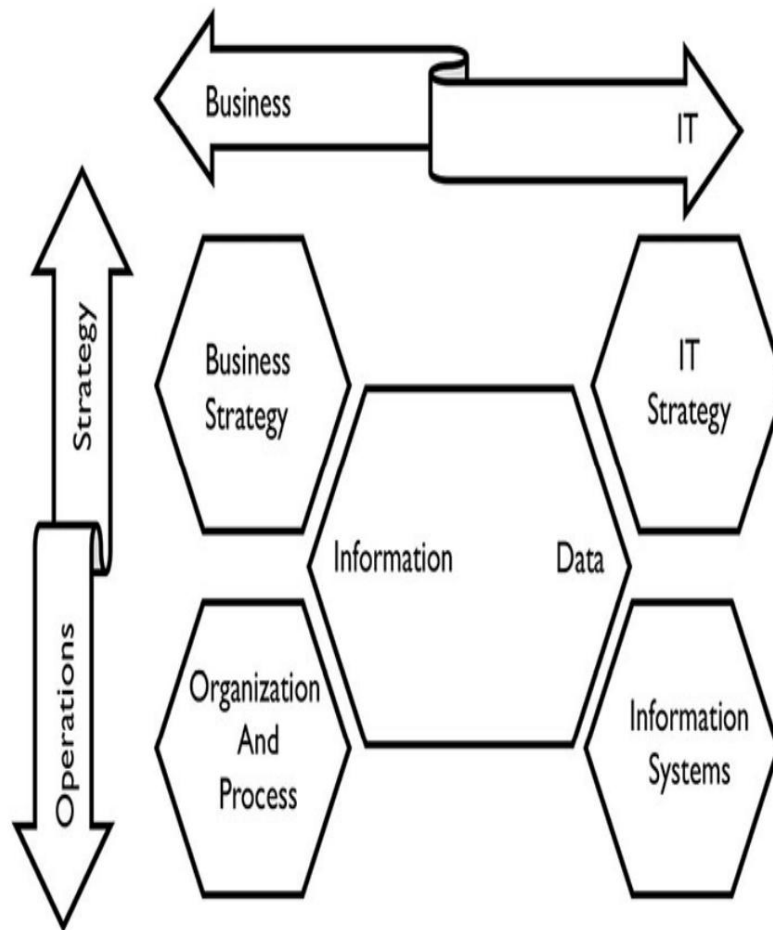 Business
IT
Strategy
Operations
Business
Strategy
IT
Strategy
Information
Data
Organization
And
Process
Information
Systems